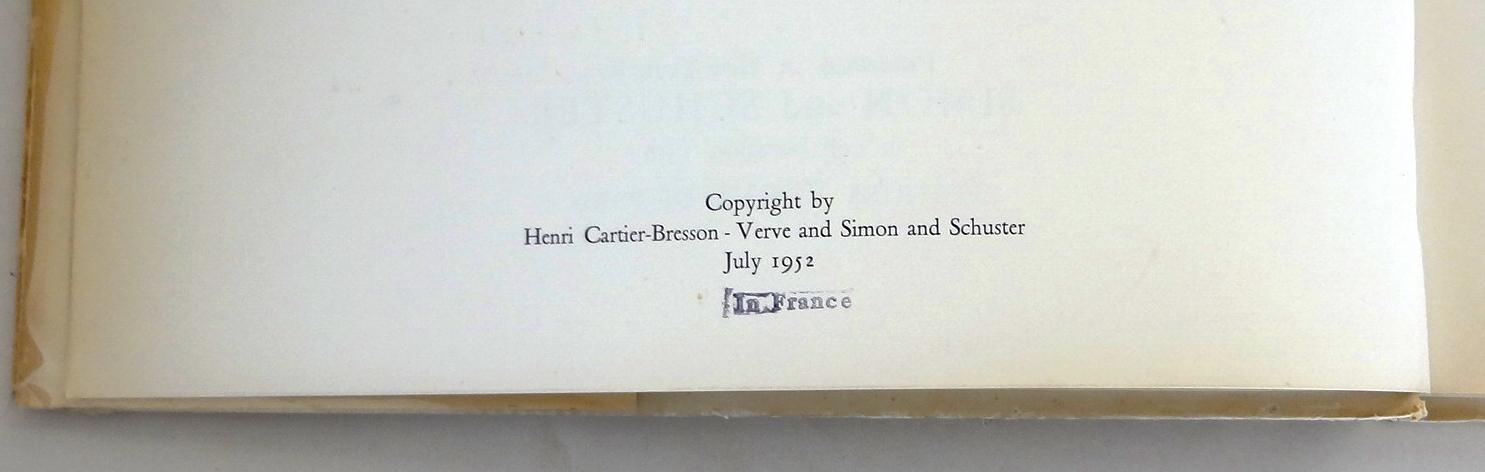 Copyright by
Henri Cartier-Bresson - Verve and Simon and Schuster
July 1952
In France